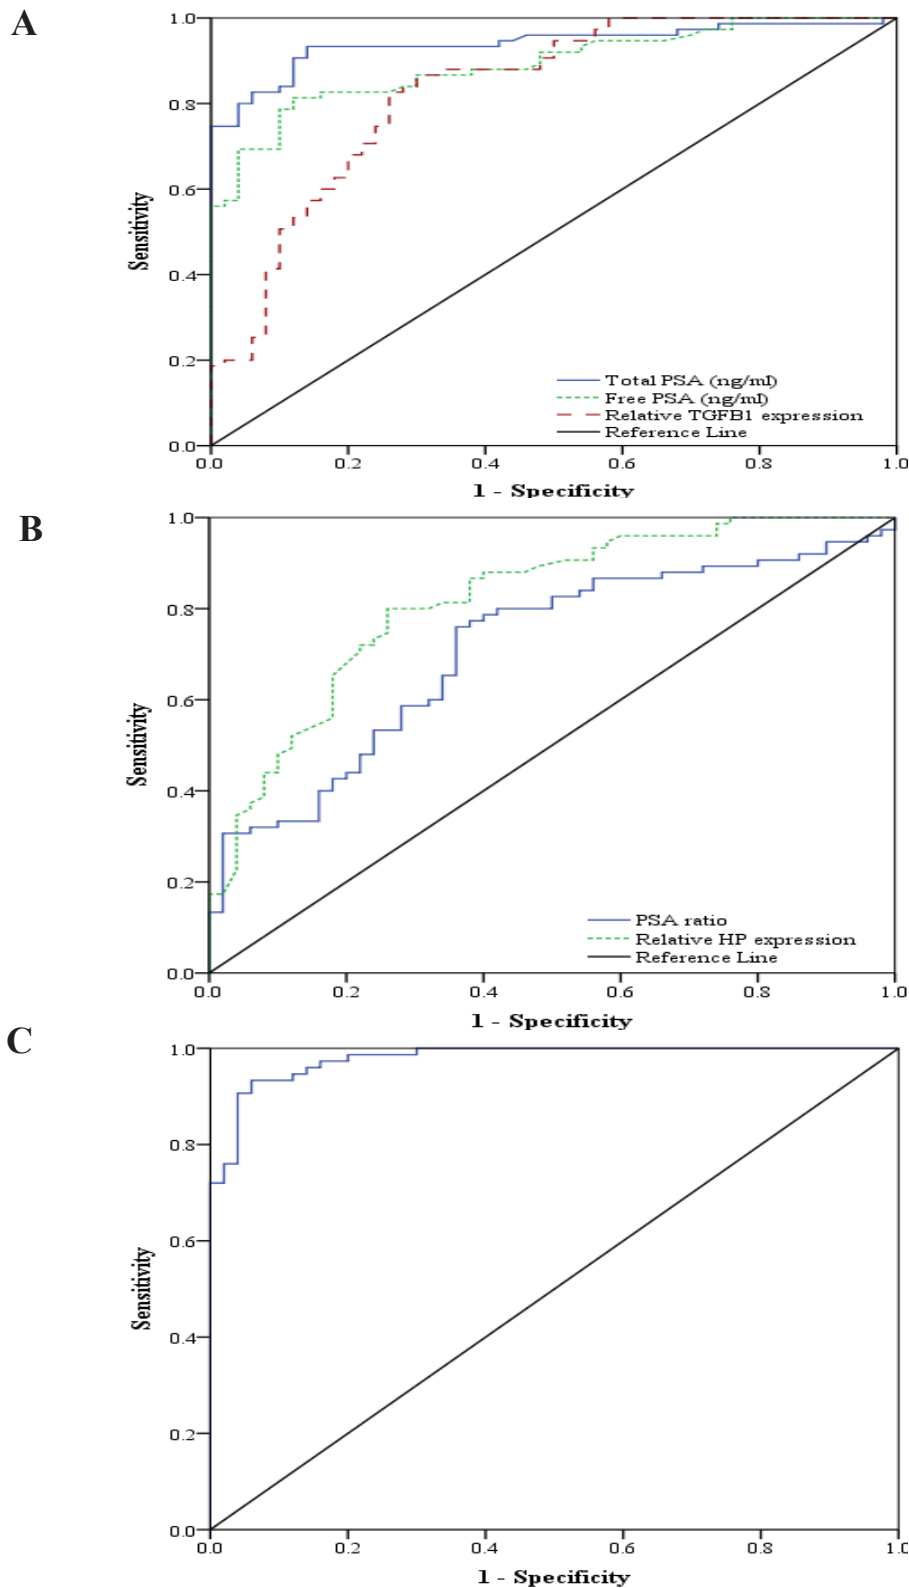 A
1.0
0.8
0.6
0.4
0.2
0.0
Sensitivity
Total PSA (ng/ml)
Free PSA (ng/ml)
Relative TGFB1 expression
Reference Line
0.0 0.2 0.4 0.6 0.8 1.0
1 - Specificity
B
1.0
0.8
0.6
0.4
0.2
0.0
Sensitivity
PSA ratio
Relative HP expression
Reference Line
0.0 0.2 0.4 0.6 0.8 1.0
1 - Specificity
C
1.0
0.8
0.6
0.4
0.2
0.0
Sensitivity
0.0 0.2 0.4 0.6 0.8 1.0
1 - Specificity